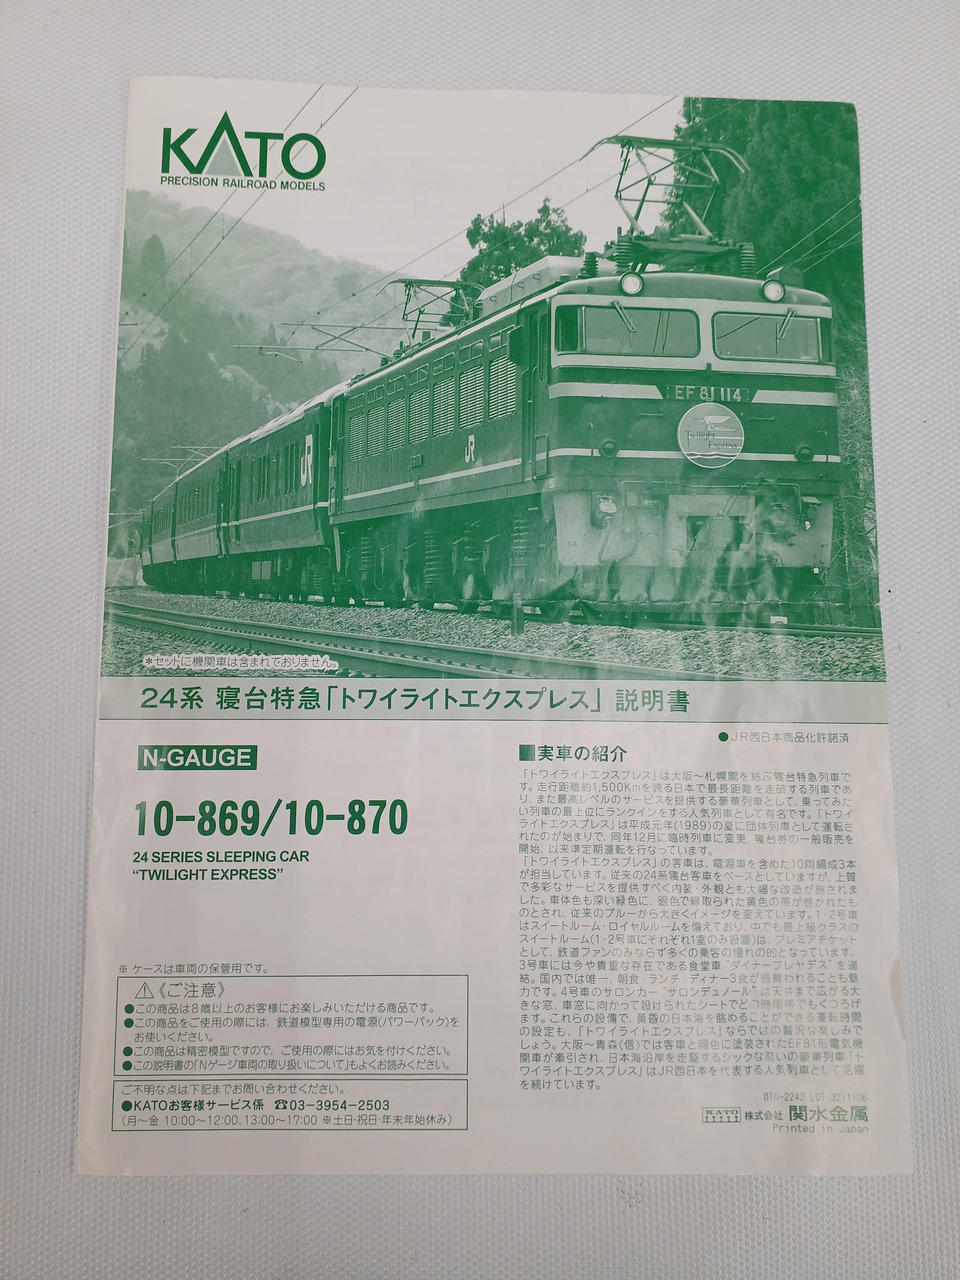 KATO
PRECISION RAILROAD MODELS
EF 81 114
Twilight
Express
JR
JR
＊セットに機関車は含まれておりません。
24系 寝台特急「トワイライトエクスプレス」 説明書
●JR西日本商品化許諾済
N-GAUGE
10-869/10-870
24 SERIES SLEEPING CAR
“TWILIGHT EXPRESS”
※ ケースは車両の保管用です。
⚠《ご注意》
●この商品は8歳以上のお客様にお楽しみいただける商品です。
●この商品をご使用の際には、鉄道模型専用の電源(パワーパック)を
お使いください。
●この商品は精密模型ですので、ご使用の際にはお気を付けください。
●この説明書の「Nゲージ車両の取り扱いについて」もよくお読みください。
ご不明な点は下記までお問い合わせください。
●KATOお客様サービス係 ☎03-3954-2503
(月〜金 10:00〜12:00、13:00〜17:00 ※土日・祝日・年末年始休み)
■実車の紹介
「トワイライトエクスプレス」は大阪〜札幌間を結ぶ寝台特急列車で
す。走行距離約1,500Kmを誇る日本で最長距離を走破する列車であ
り、また最高レベルのサービスを提供する豪華列車として、乗ってみた
い列車の最上位にランクインをする人気列車として有名です。「トワイ
ライトエクスプレス」は平成元年(1989)の夏に団体列車として運転さ
れたのが始まりで、同年12月に臨時列車に変更、寝台券の一般販売を
開始、以来準定期運転を行なっています。
「トワイライトエクスプレス」の客車は、電源車を含めた10両編成3本
が担当しています。従来の24系寝台客車をベースとしていますが、上質
で多彩なサービスを提供すべく内装・外観とも大幅な改造が施されま
した。車体色も深い緑色に、銀色で縁取られた黄色の帯が巻かれたも
のとされ、従来のブルーから大きくイメージを変えています。1・2号車
はスイートルーム・ロイヤルルームを備えており、中でも最上級クラスの
スイートルーム(1・2号車にそれぞれ1室のみ設置)は、プレミアチケット
として、鉄道ファンのみならず多くの乗客の憧れの的となっています。
3号車には今や貴重な存在である食堂車“ダイナープレヤデス”を連
結。国内では唯一、朝食・ランチ・ディナー3食が振舞われることも魅
力です。4号車のサロンカー“サロンデュノール”は天井まで広がる大
きな窓、車窓に向かって設けられたシートでどの時間帯でもくつろげ
ます。これらの設備で、黄昏の日本海を眺めることができる運転時間
の設定も、「トワイライトエクスプレス」ならではの贅沢な楽しみで
しょう。大阪〜青森(信)では客車と同色に塗装されたEF81形電気機
関車が牽引され、日本海沿岸を走駆するシックな装いの豪華列車「ト
ワイライトエクスプレス」はJR西日本を代表する人気列車として活躍
を続けています。
010-2242 LOT:3211106
KATO 株式会社 関水金属
Printed in Japan